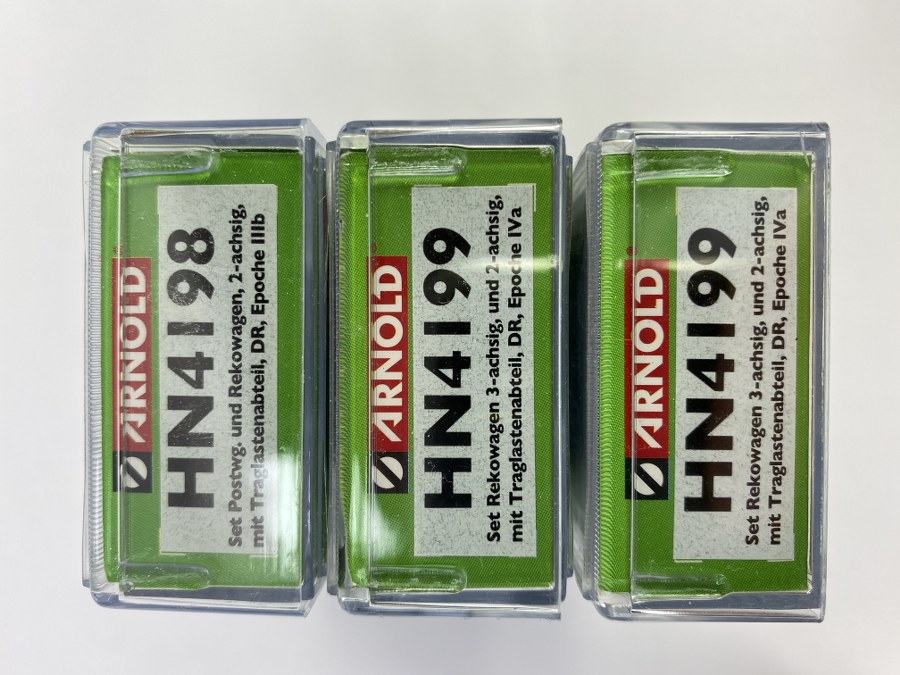 ARNOLD
HN4198
Set Postwg. und Rekowagen, 2-achsig,
mit Traglastenabteil, DR, Epoche IIIb
ARNOLD
HN4199
Set Rekowagen 3-achsig, und 2-achsig,
mit Traglastenabteil, DR, Epoche IVa
ARNOLD
HN4199
Set Rekowagen 3-achsig, und 2-achsig,
mit Traglastenabteil, DR, Epoche IVa